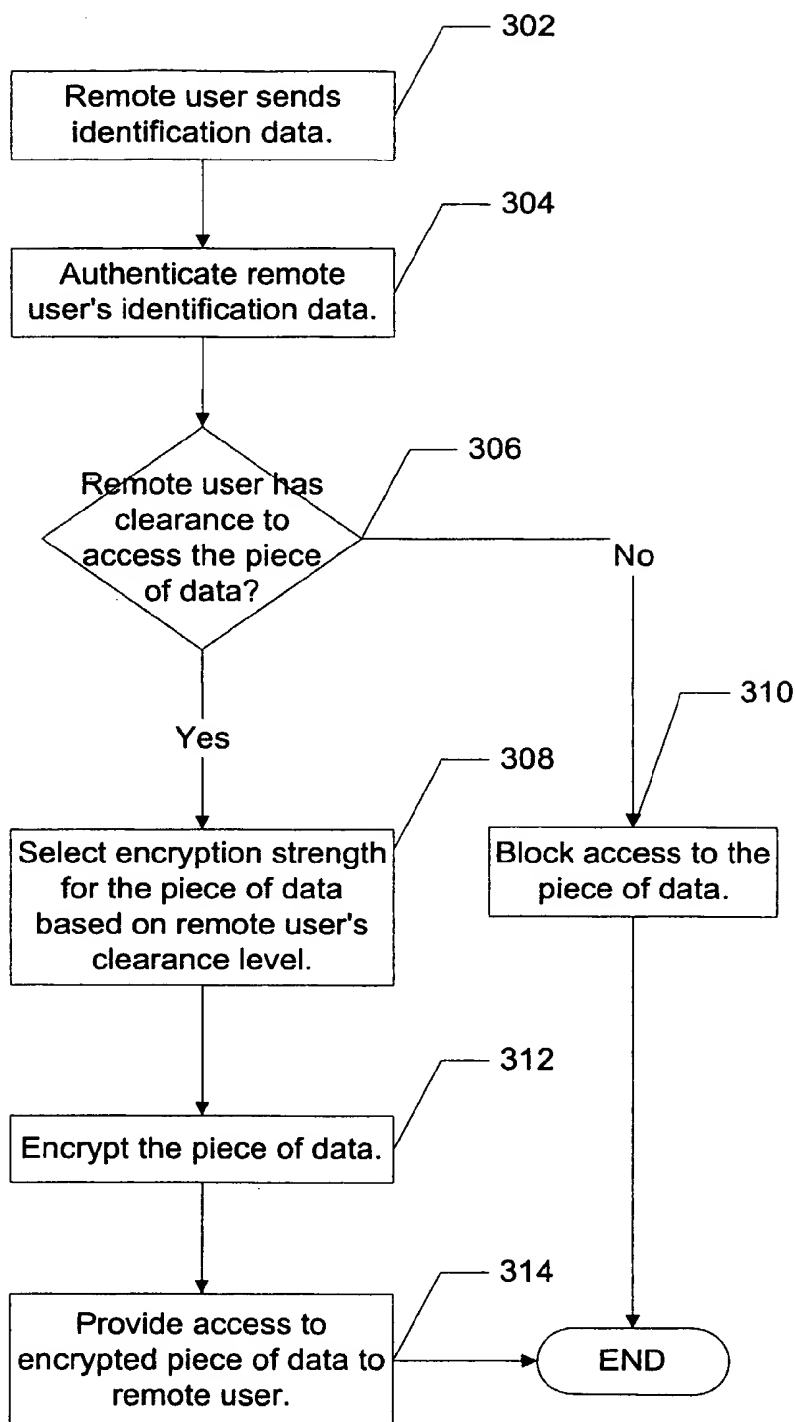 302
Remote user sends
identification data.
304
Authenticate remote
user's identification data.
306
Remote user has
clearance to
access the piece
of data?
No
310
Yes
308
Select encryption strength
for the piece of data
based on remote user's
clearance level.
Block access to the
piece of data.
312
Encrypt the piece of data.
314
Provide access to
encrypted piece of data to
remote user.
END